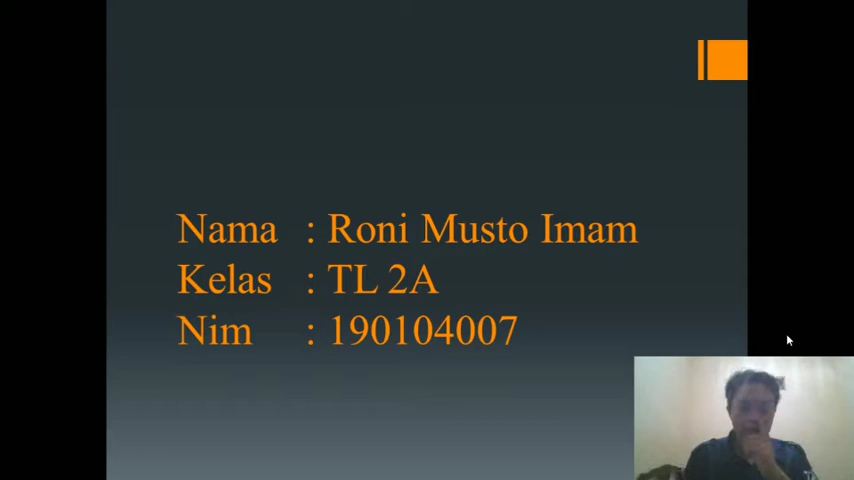 Nama : Roni Musto Imam
Kelas : TL 2A
Nim : 190104007